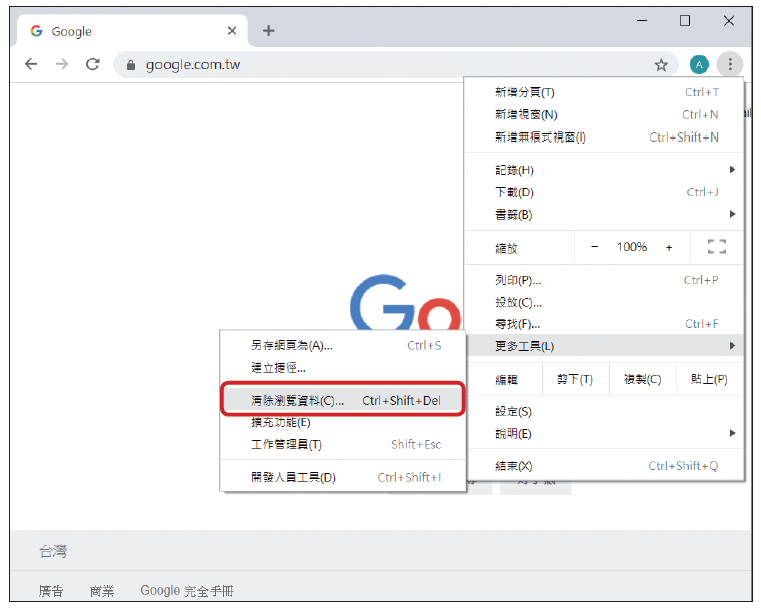 Google
google.com.tw
A
新增分頁(T) Ctrl+T
新增視窗(N) Ctrl+N
新增無痕式視窗(I) Ctrl+Shift+N
記錄(H)
下載(D) Ctrl+J
書籤(B)
縮放 − 100% +
列印(P)... Ctrl+P
投放(C)...
尋找(F)... Ctrl+F
更多工具(L)
編輯 剪下(T) 複製(C) 貼上(P)
設定(S)
說明(E)
結束(X) Ctrl+Shift+Q
Go
另存網頁為(A)... Ctrl+S
建立捷徑...
清除瀏覽資料(C)... Ctrl+Shift+Del
擴充功能(E)
工作管理員(T) Shift+Esc
開發人員工具(D) Ctrl+Shift+I
台灣
廣告 商業 Google 完全手冊